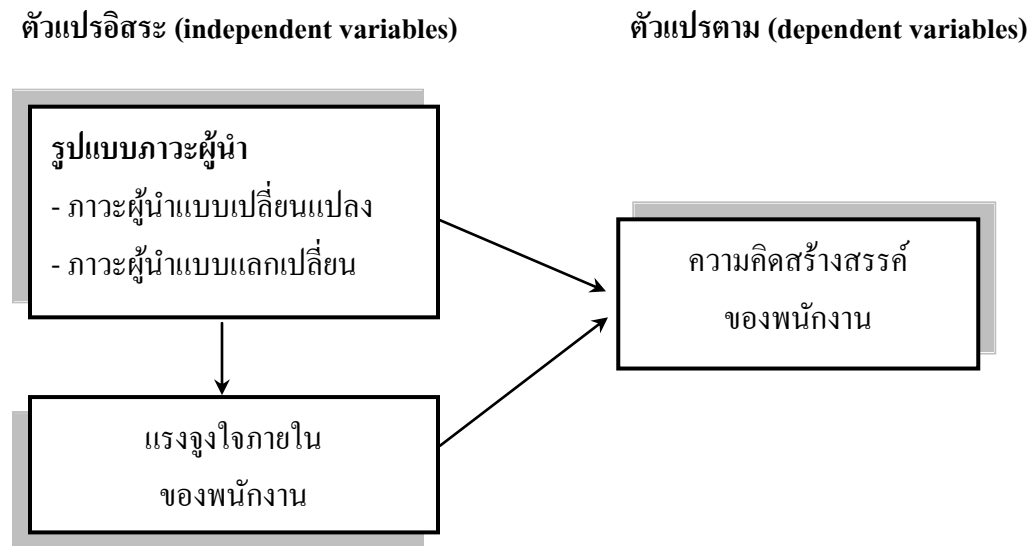 ตัวแปรอิสระ (independent variables)
ตัวแปรตาม (dependent variables)
รูปแบบภาวะผู้นำ
- ภาวะผู้นำแบบเปลี่ยนแปลง
- ภาวะผู้นำแบบแลกเปลี่ยน
ความคิดสร้างสรรค์
ของพนักงาน
แรงจูงใจภายใน
ของพนักงาน